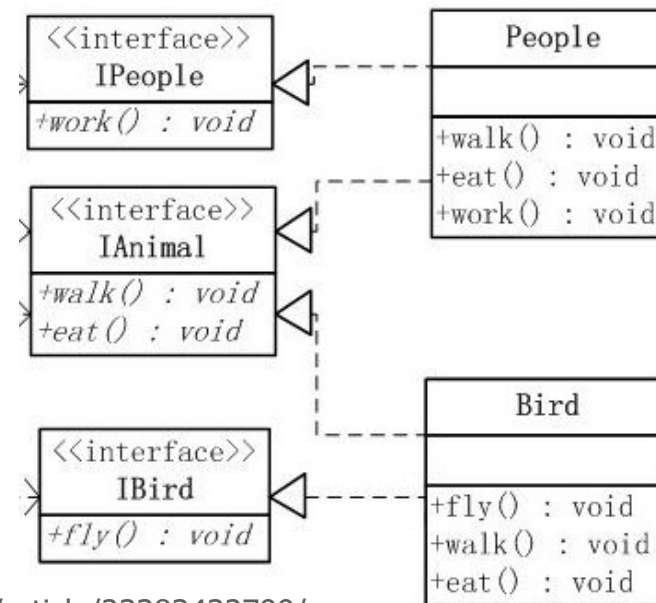 <<interface>>
IPeople
+work() : void
<<interface>>
IAnimal
+walk() : void
+eat() : void
<<interface>>
IBird
+fly() : void
People
+walk() : void
+eat() : void
+work() : void
Bird
+fly() : void
+walk() : void
+eat() : void